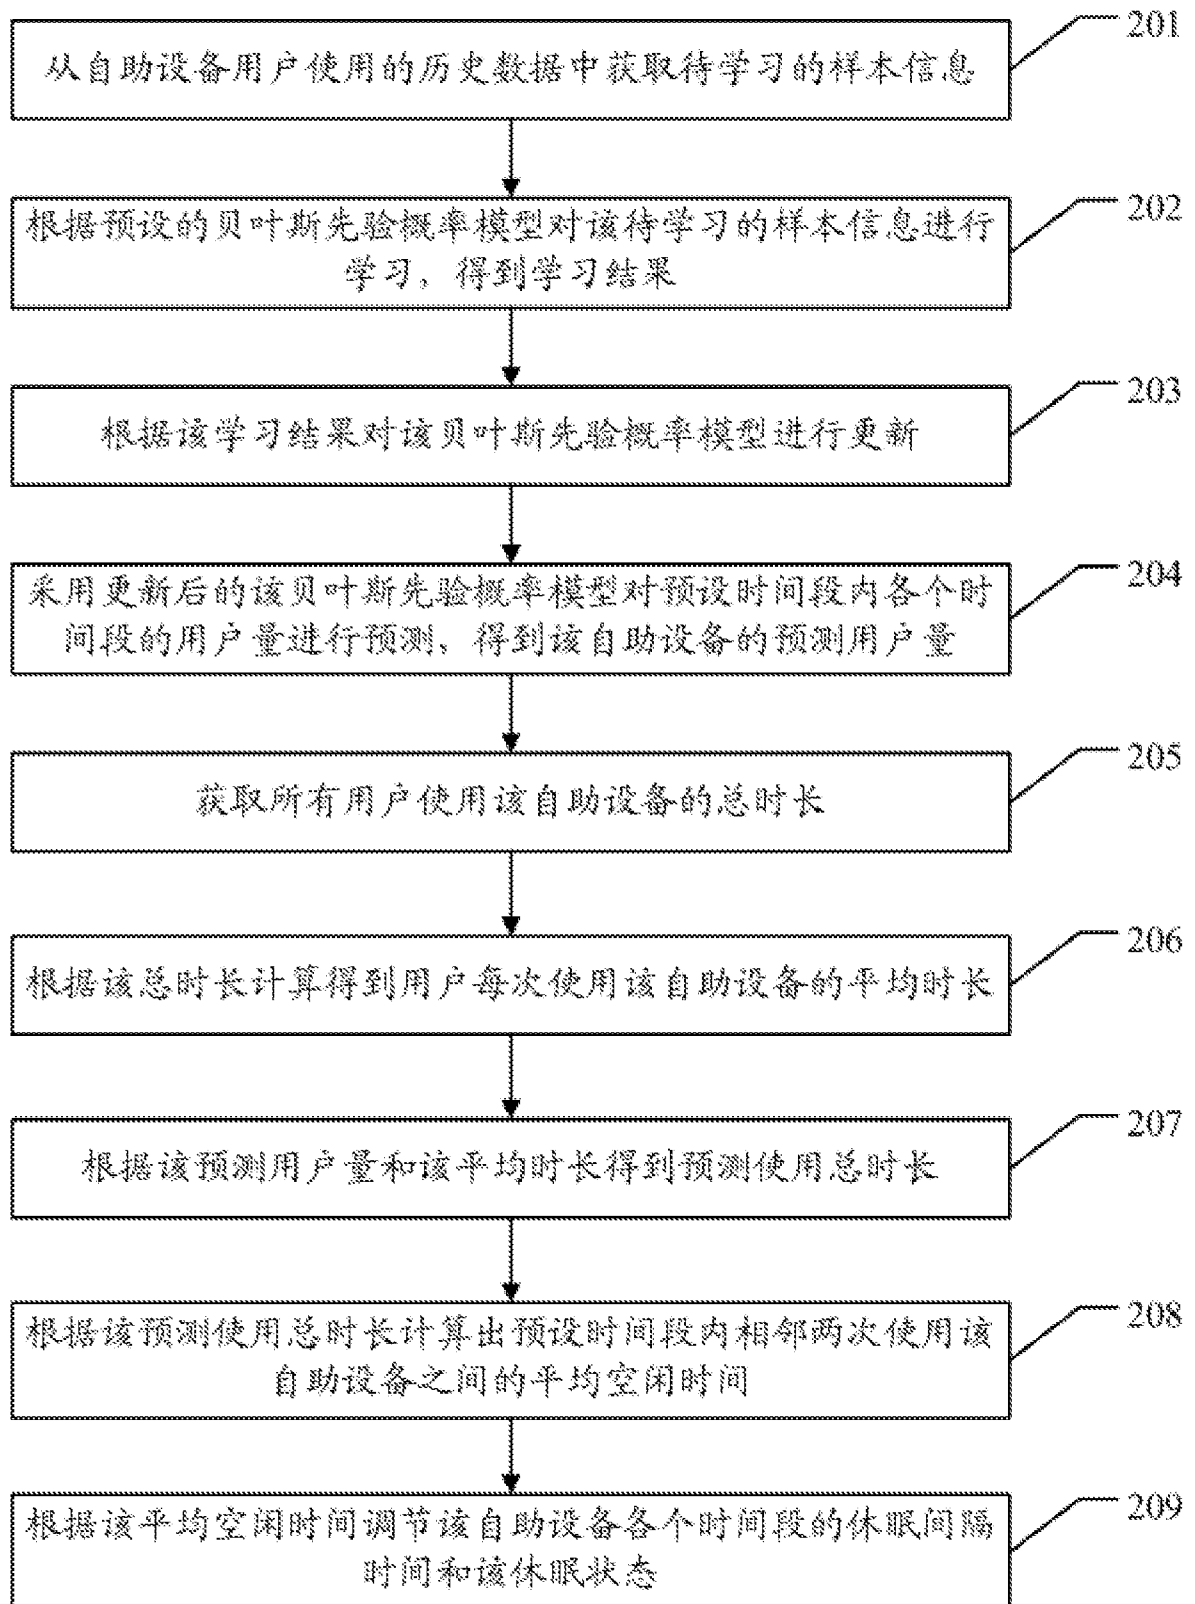 从自助设备用户使用的历史数据中获取待学习的样本信息
201
根据预设的贝叶斯先验概率模型对该待学习的样本信息进行
学习，得到学习结果
202
根据该学习结果对该贝叶斯先验概率模型进行更新
203
采用更新后的该贝叶斯先验概率模型对预设时间段内各个时
间段的用户量进行预测，得到该自助设备的预测用户量
204
获取所有用户使用该自助设备的总时长
205
根据该总时长计算得到用户每次使用该自助设备的平均时长
206
根据该预测用户量和该平均时长得到预测使用总时长
207
根据该预测使用总时长计算出预设时间段内相邻两次使用该
自助设备之间的平均空闲时间
208
根据该平均空闲时间调节该自助设备各个时间段的休眠间隔
时间和该休眠状态
209